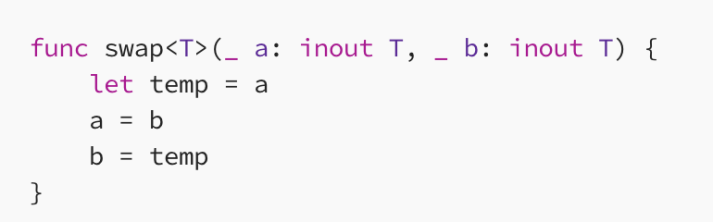 func swap<T>(_ a: inout T, _ b: inout T) {
    let temp = a
    a = b
    b = temp
}